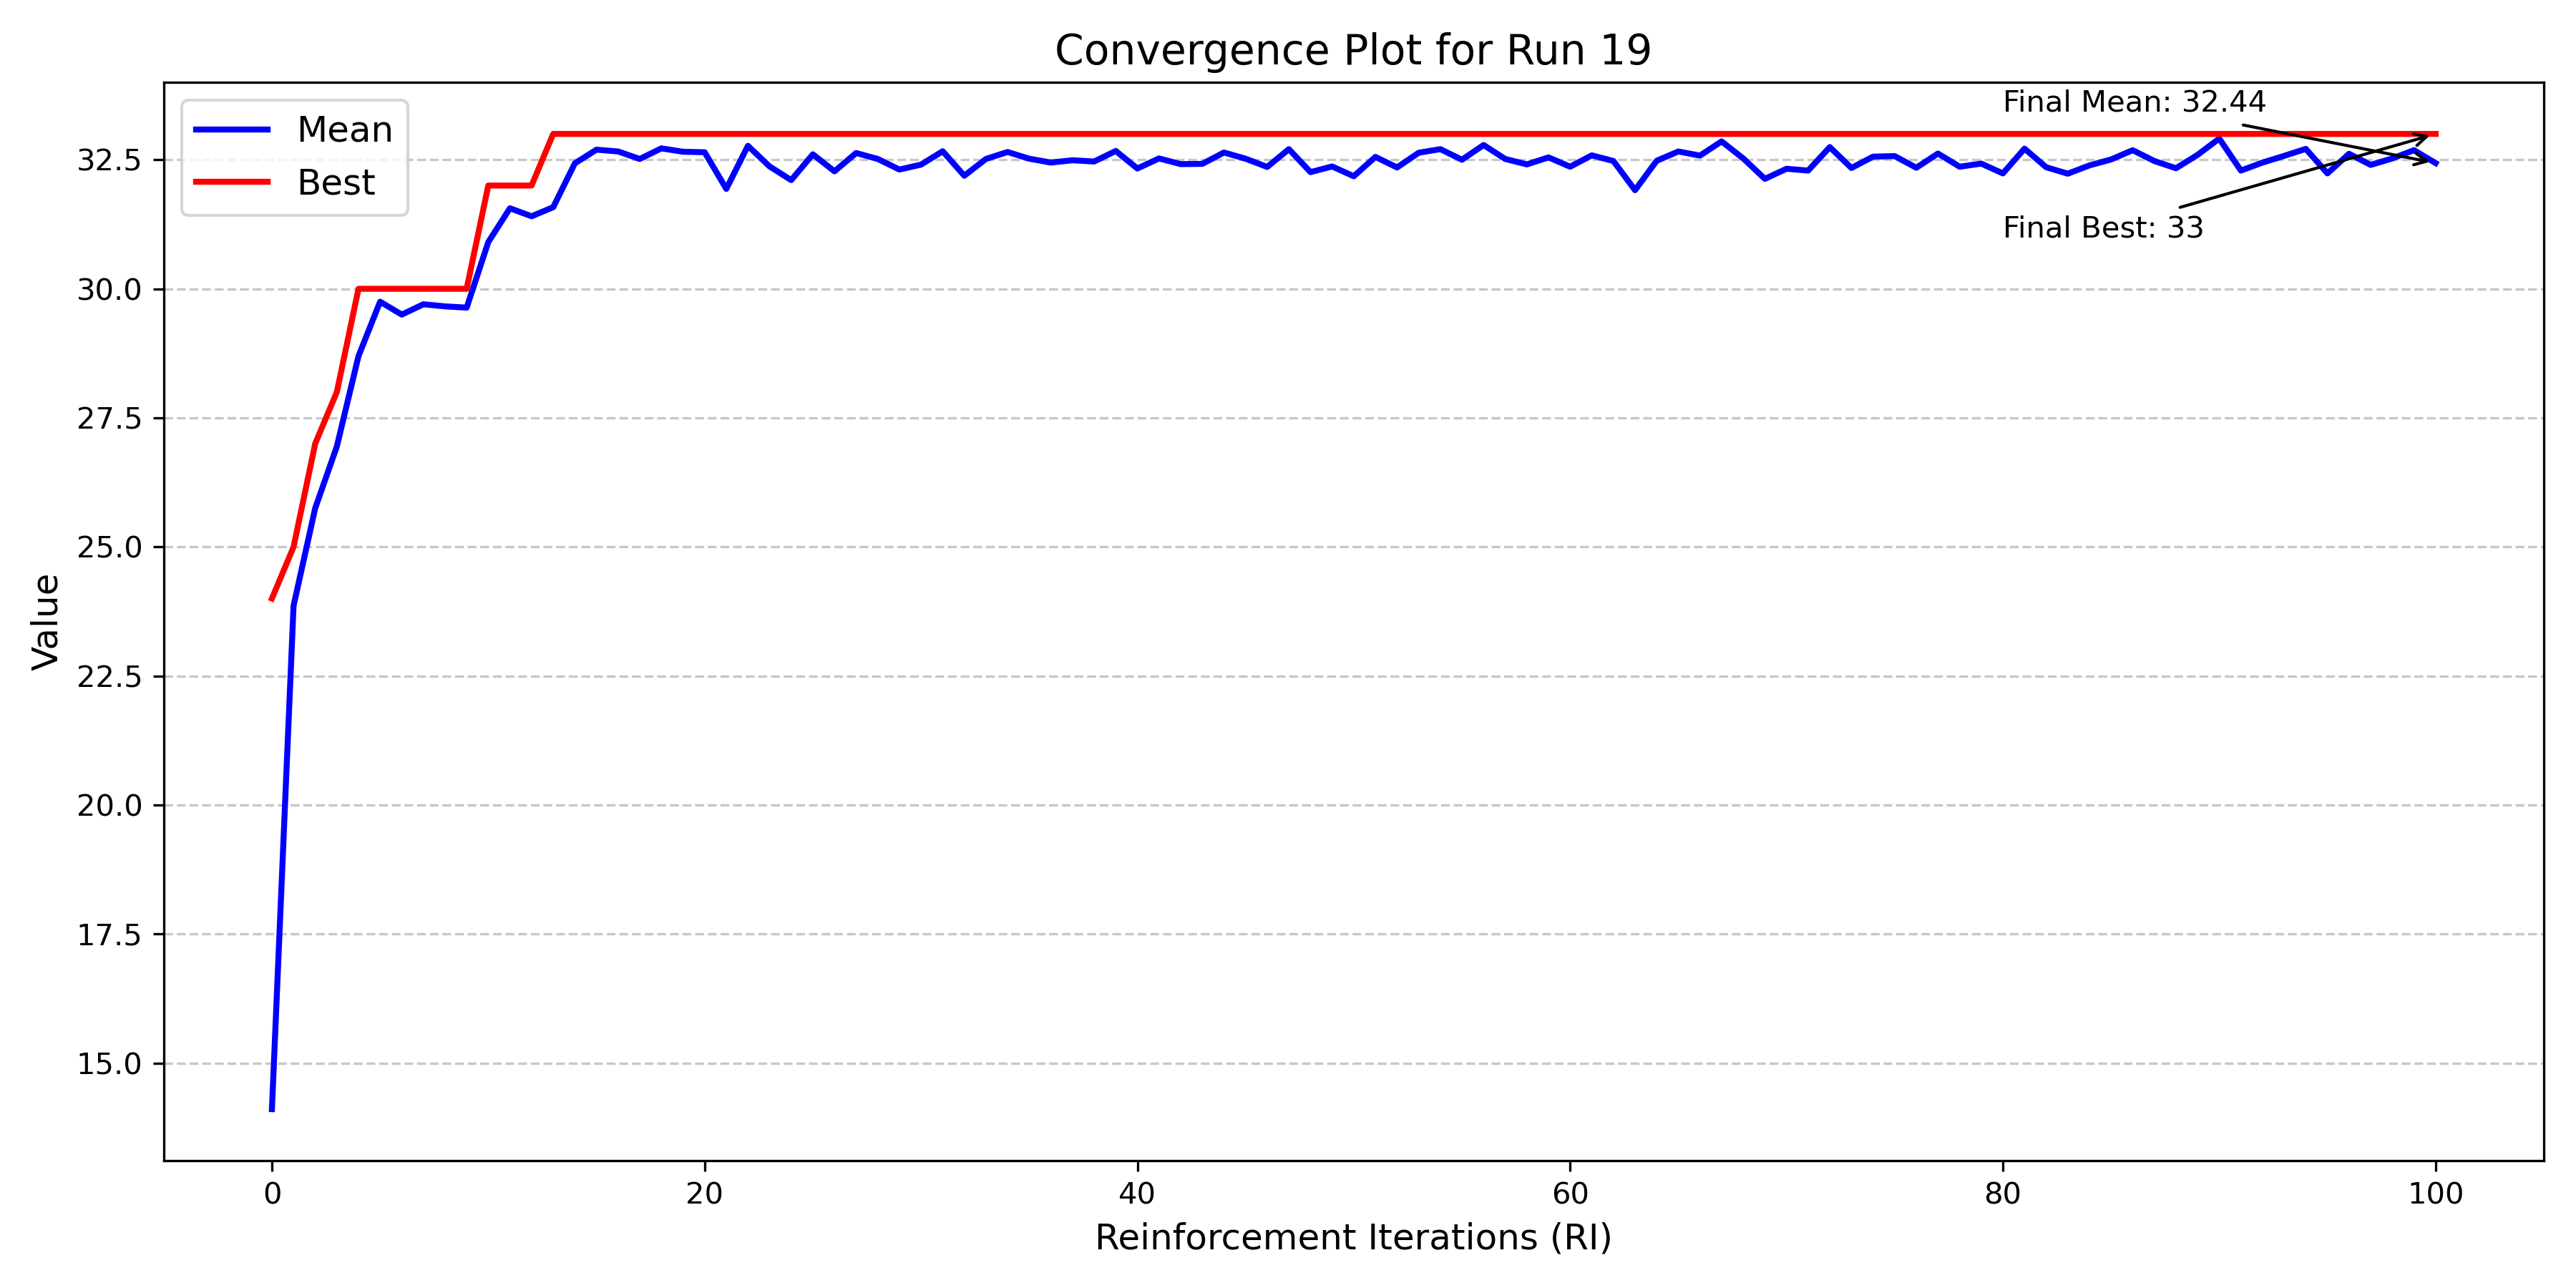 Convergence Plot for Run 19
Mean
Best
Final Mean: 32.44
Final Best: 33
Value
32.5
30.0
27.5
25.0
22.5
20.0
17.5
15.0
0
20
40
60
80
100
Reinforcement Iterations (RI)